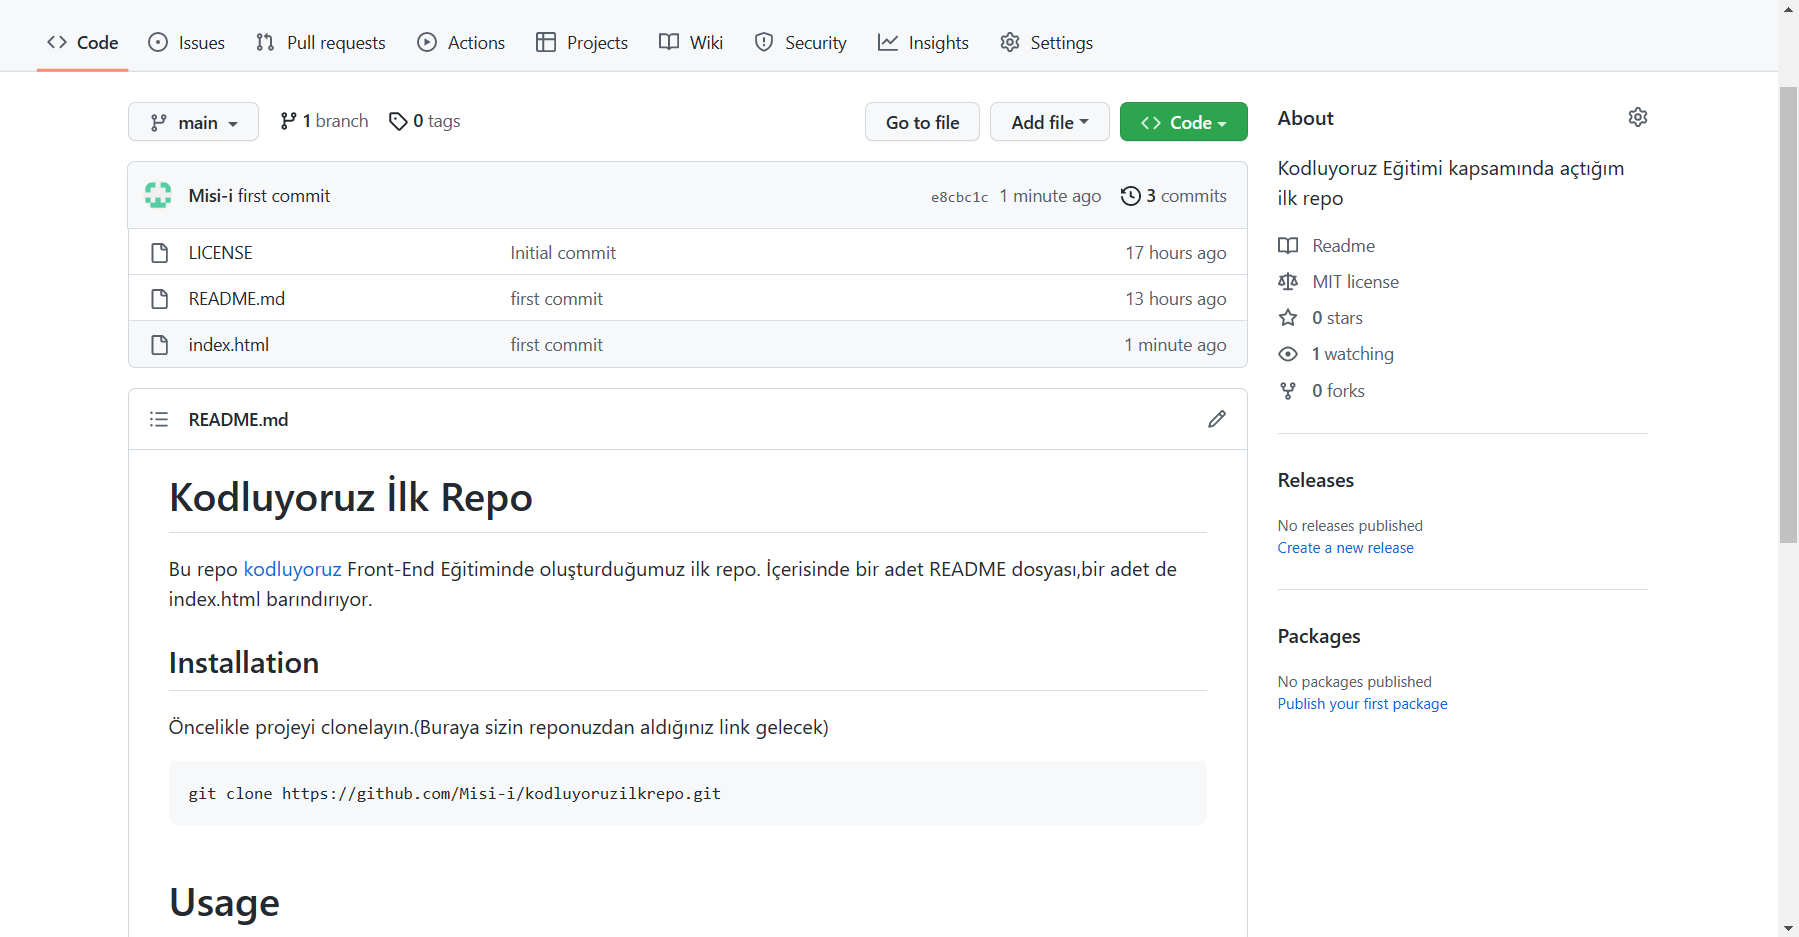 Code Issues Pull requests Actions Projects Wiki Security Insights Settings
main 1 branch 0 tags Go to file Add file Code
Misi-i first commit e8cbc1c 1 minute ago 3 commits
LICENSE Initial commit 17 hours ago
README.md first commit 13 hours ago
index.html first commit 1 minute ago
README.md
Kodluyoruz İlk Repo
Bu repo kodluyoruz Front-End Eğitiminde oluşturduğumuz ilk repo. İçerisinde bir adet README dosyası,bir adet de
index.html barındırıyor.
Installation
Öncelikle projeyi clonelayın.(Buraya sizin reponuzdan aldığınız link gelecek)
git clone https://github.com/Misi-i/kodluyoruzilkrepo.git
Usage
About
Kodluyoruz Eğitimi kapsamında açtığım
ilk repo
Readme
MIT license
0 stars
1 watching
0 forks
Releases
No releases published
Create a new release
Packages
No packages published
Publish your first package